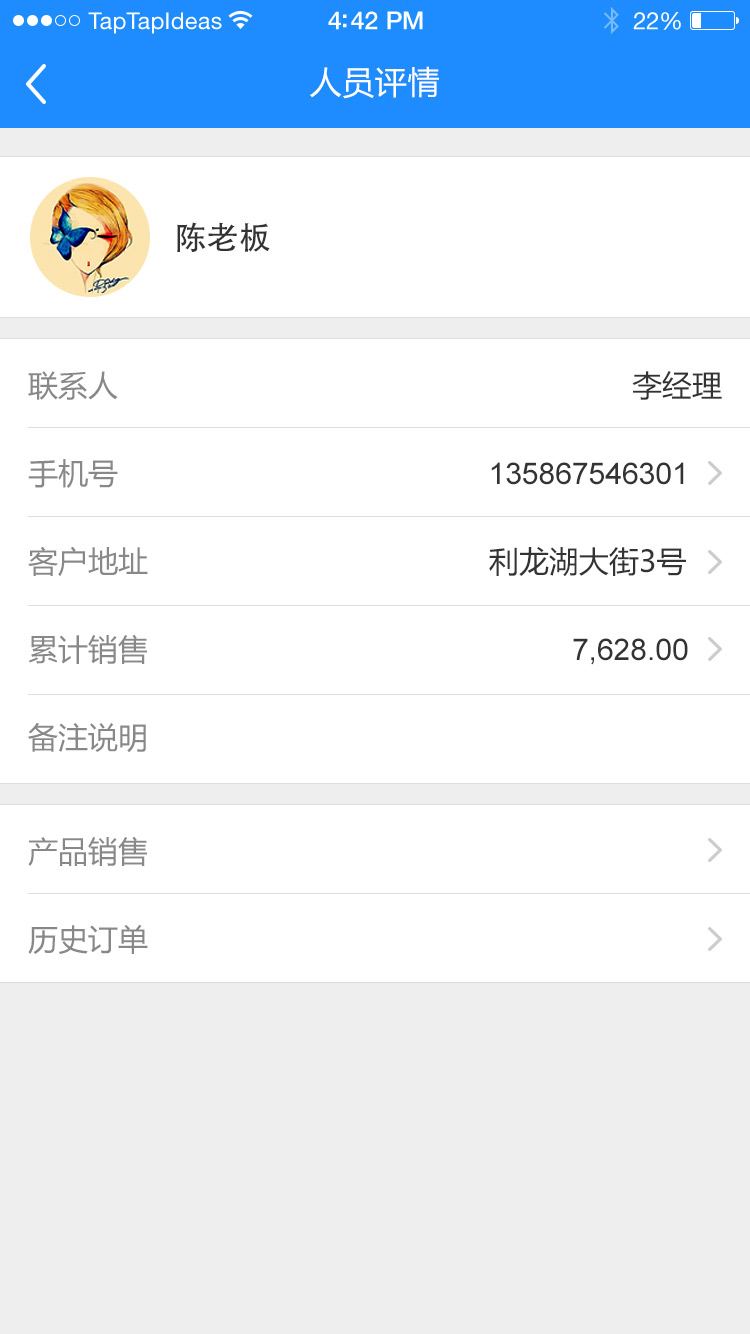 TapTapIdeas 4:42 PM 22%
人员评情
陈老板
联系人 李经理
手机号 135867546301
客户地址 利龙湖大街3号
累计销售 7,628.00
备注说明
产品销售
历史订单